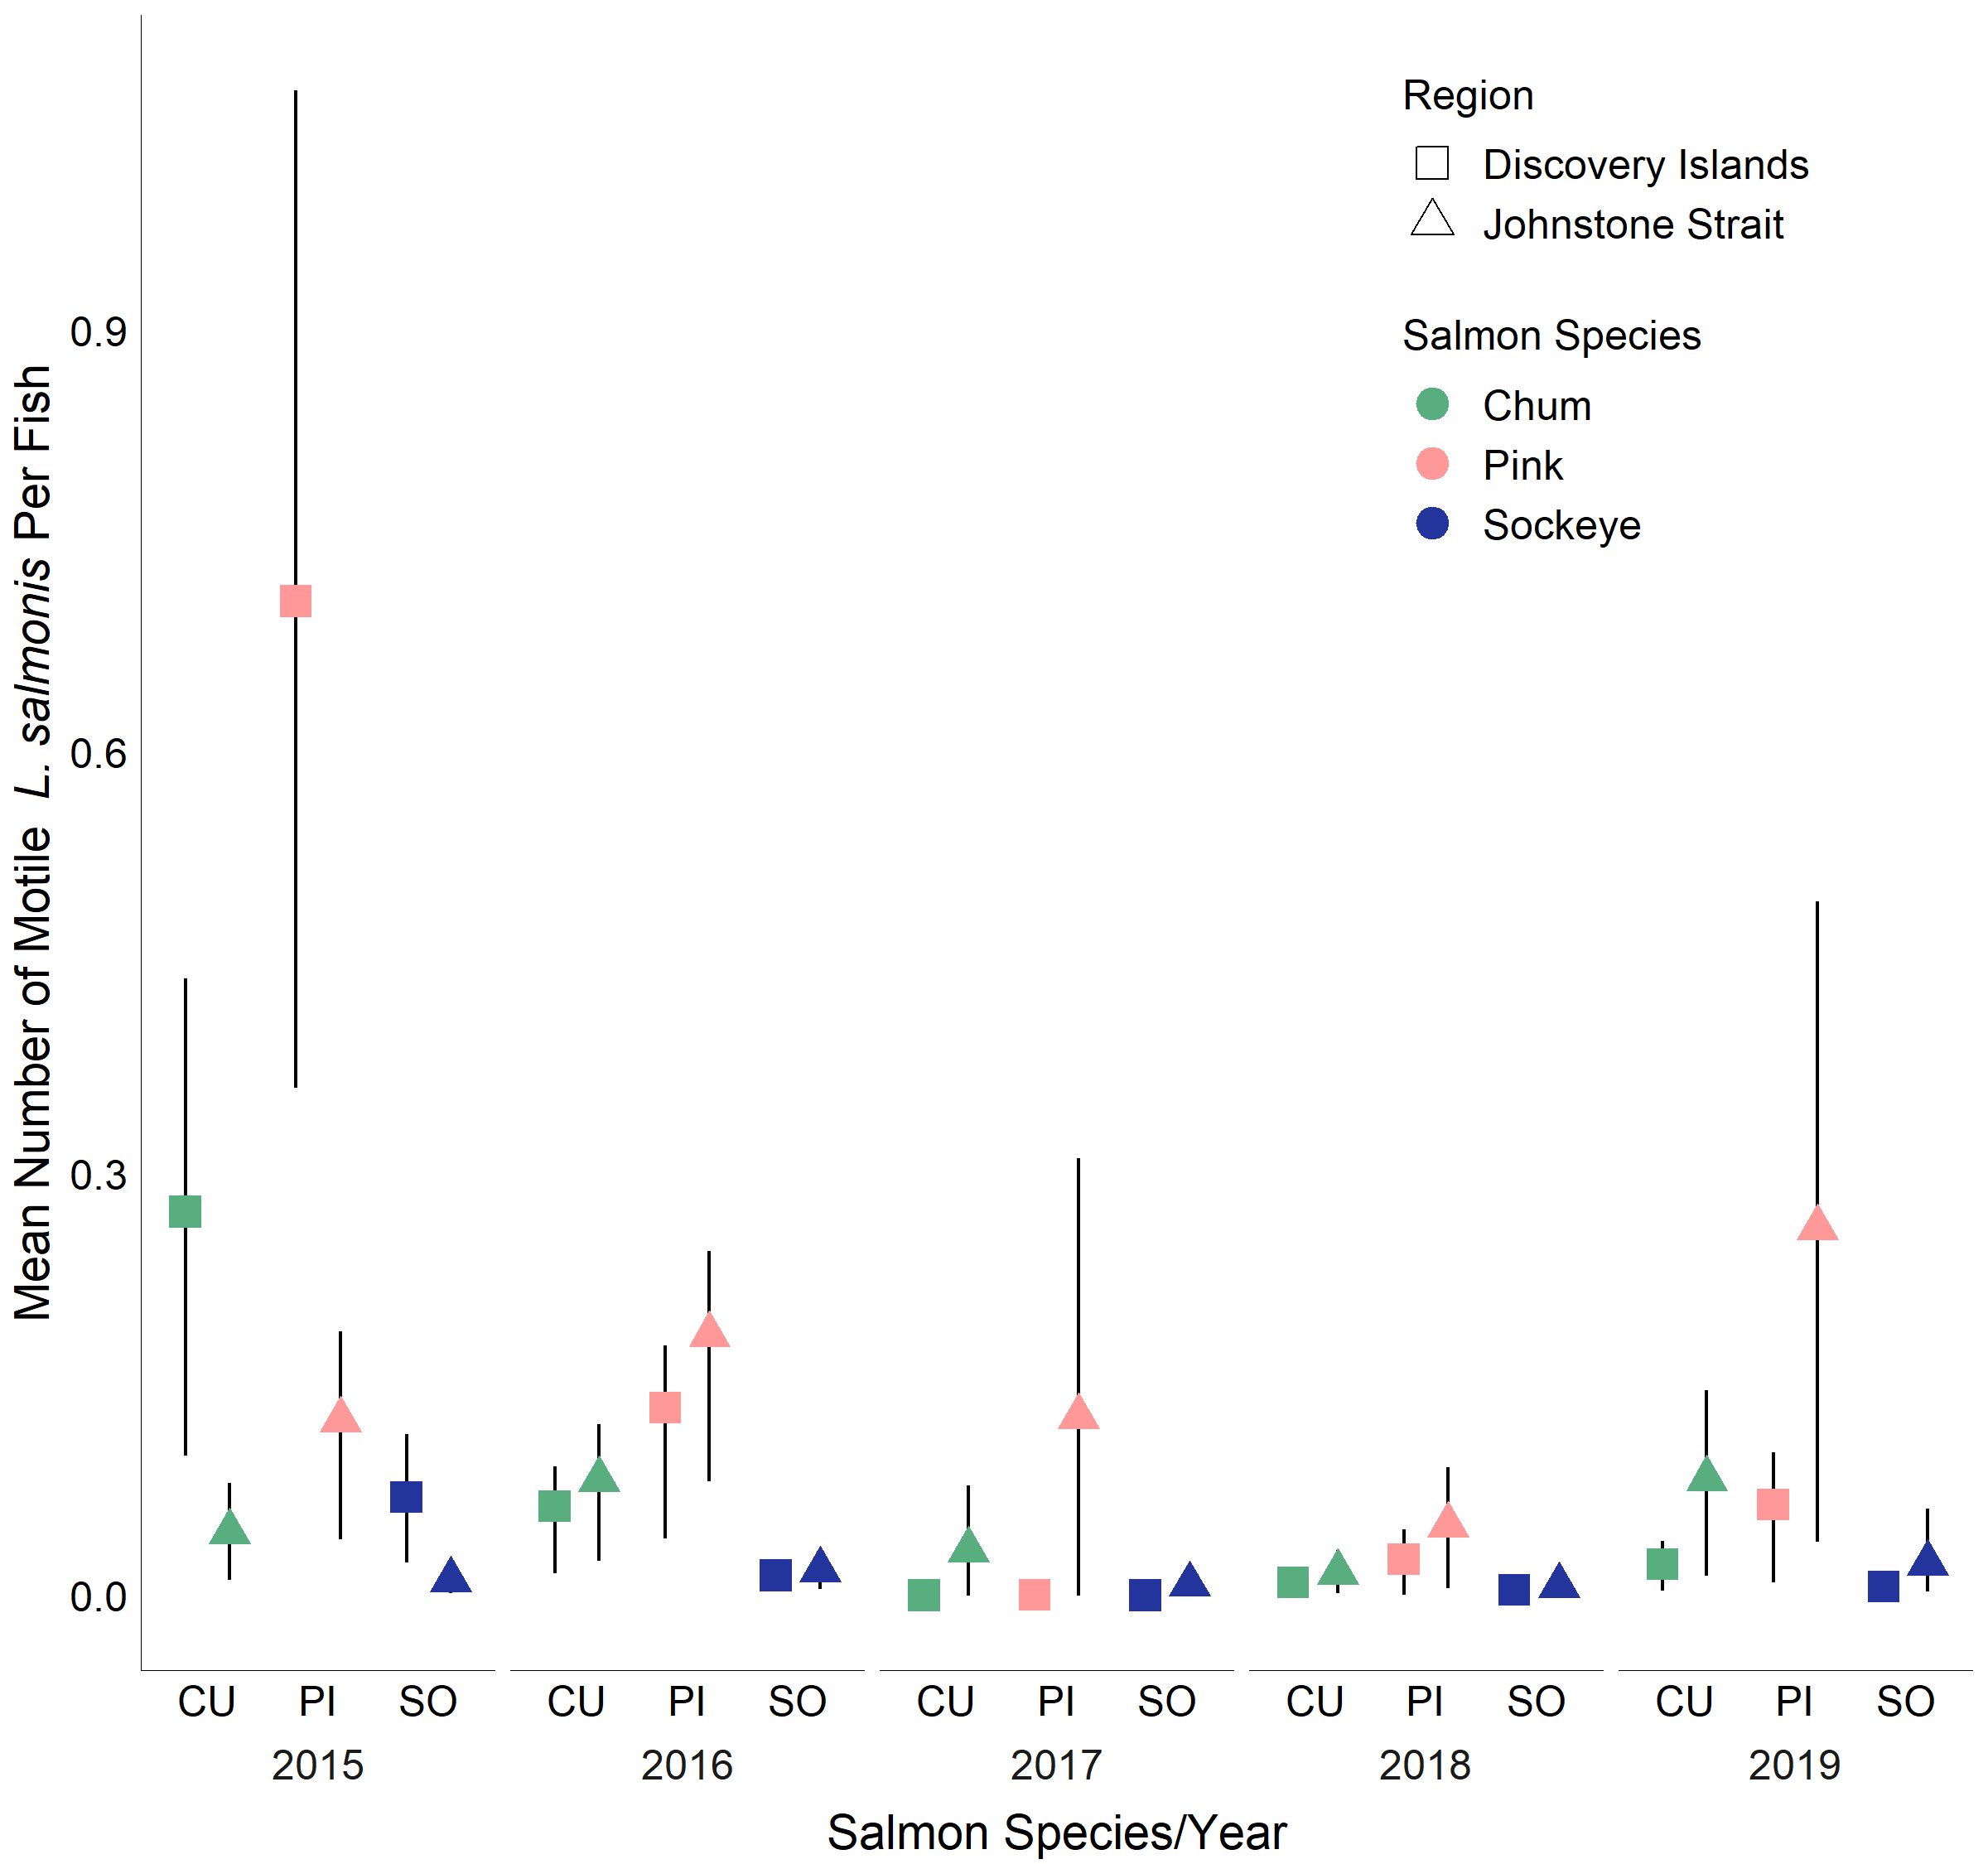 Region
Discovery Islands
Johnstone Strait
Salmon Species
Chum
Pink
Sockeye
Mean Number of Motile L. salmonis Per Fish
0.9
0.6
0.3
0.0
CU PI SO CU PI SO CU PI SO CU PI SO CU PI SO
2015 2016 2017 2018 2019
Salmon Species/Year